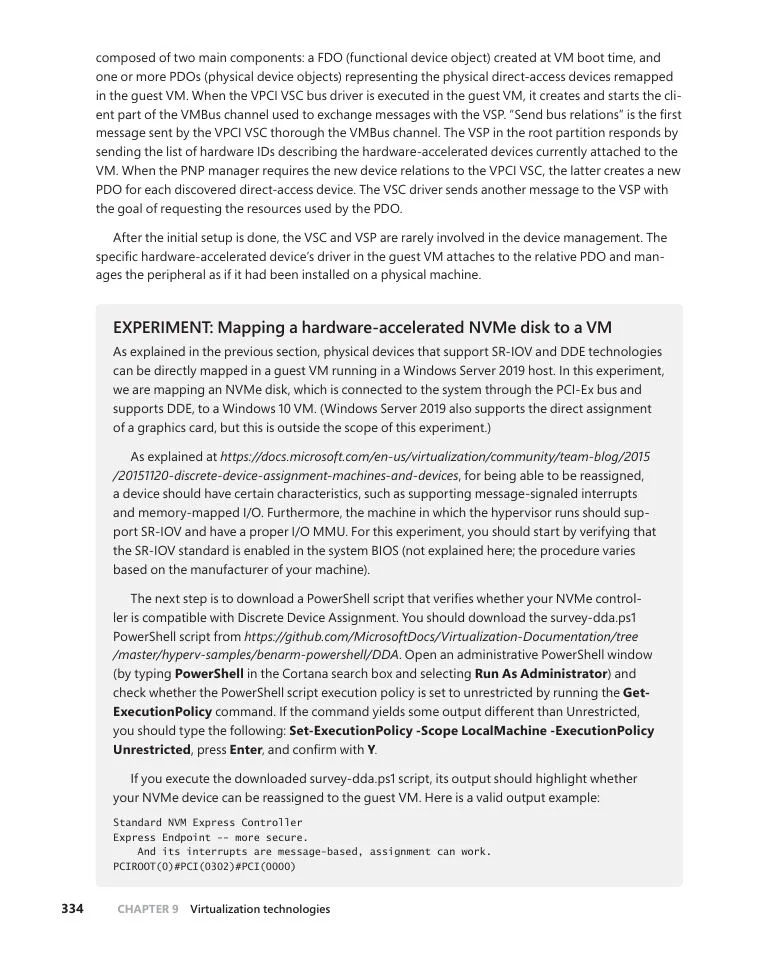 composed of two main components: a FDO (functional device object) created at VM boot time, and
one or more PDOs (physical device objects) representing the physical direct-access devices remapped
in the guest VM. When the VPCI VSC bus driver is executed in the guest VM, it creates and starts the cli-
ent part of the VMBus channel used to exchange messages with the VSP. “Send bus relations” is the first
message sent by the VPCI VSC thorough the VMBus channel. The VSP in the root partition responds by
sending the list of hardware IDs describing the hardware-accelerated devices currently attached to the
VM. When the PNP manager requires the new device relations to the VPCI VSC, the latter creates a new
PDO for each discovered direct-access device. The VSC driver sends another message to the VSP with
the goal of requesting the resources used by the PDO.
After the initial setup is done, the VSC and VSP are rarely involved in the device management. The
specific hardware-accelerated device’s driver in the guest VM attaches to the relative PDO and man-
ages the peripheral as if it had been installed on a physical machine.
EXPERIMENT: Mapping a hardware-accelerated NVMe disk to a VM
As explained in the previous section, physical devices that support SR-IOV and DDE technologies
can be directly mapped in a guest VM running in a Windows Server 2019 host. In this experiment,
we are mapping an NVMe disk, which is connected to the system through the PCI-Ex bus and
supports DDE, to a Windows 10 VM. (Windows Server 2019 also supports the direct assignment
of a graphics card, but this is outside the scope of this experiment.)
As explained at https://docs.microsoft.com/en-us/virtualization/community/team-blog/2015
/20151120-discrete-device-assignment-machines-and-devices, for being able to be reassigned,
a device should have certain characteristics, such as supporting message-signaled interrupts
and memory-mapped I/O. Furthermore, the machine in which the hypervisor runs should sup-
port SR-IOV and have a proper I/O MMU. For this experiment, you should start by verifying that
the SR-IOV standard is enabled in the system BIOS (not explained here; the procedure varies
based on the manufacturer of your machine).
The next step is to download a PowerShell script that verifies whether your NVMe control-
ler is compatible with Discrete Device Assignment. You should download the survey-dda.ps1
PowerShell script from https://github.com/MicrosoftDocs/Virtualization-Documentation/tree
/master/hyperv-samples/benarm-powershell/DDA. Open an administrative PowerShell window
(by typing PowerShell in the Cortana search box and selecting Run As Administrator) and
check whether the PowerShell script execution policy is set to unrestricted by running the Get-
ExecutionPolicy command. If the command yields some output different than Unrestricted,
you should type the following: Set-ExecutionPolicy -Scope LocalMachine -ExecutionPolicy
Unrestricted, press Enter, and confirm with Y.
If you execute the downloaded survey-dda.ps1 script, its output should highlight whether
your NVMe device can be reassigned to the guest VM. Here is a valid output example:
Standard NVM Express Controller
Express Endpoint -- more secure.
And its interrupts are message-based, assignment can work.
PCIROOT(0)#PCI(0302)#PCI(0000)
334 CHAPTER 9 Virtualization technologies